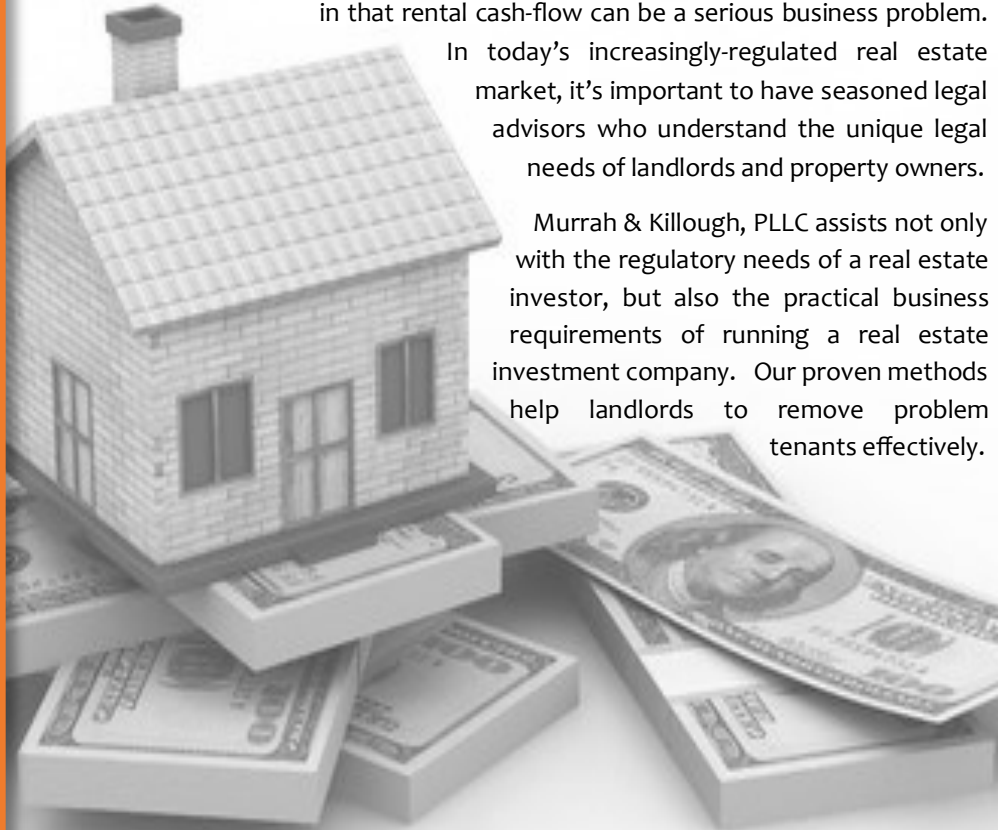 in that rental cash-flow can be a serious business problem.
In today's increasingly-regulated real estate
market, it's important to have seasoned legal
advisors who understand the unique legal
needs of landlords and property owners.
Murrah & Killough, PLLC assists not only
with the regulatory needs of a real estate
investor, but also the practical business
requirements of running a real estate
investment company. Our proven methods
help landlords to remove problem
tenants effectively.
100